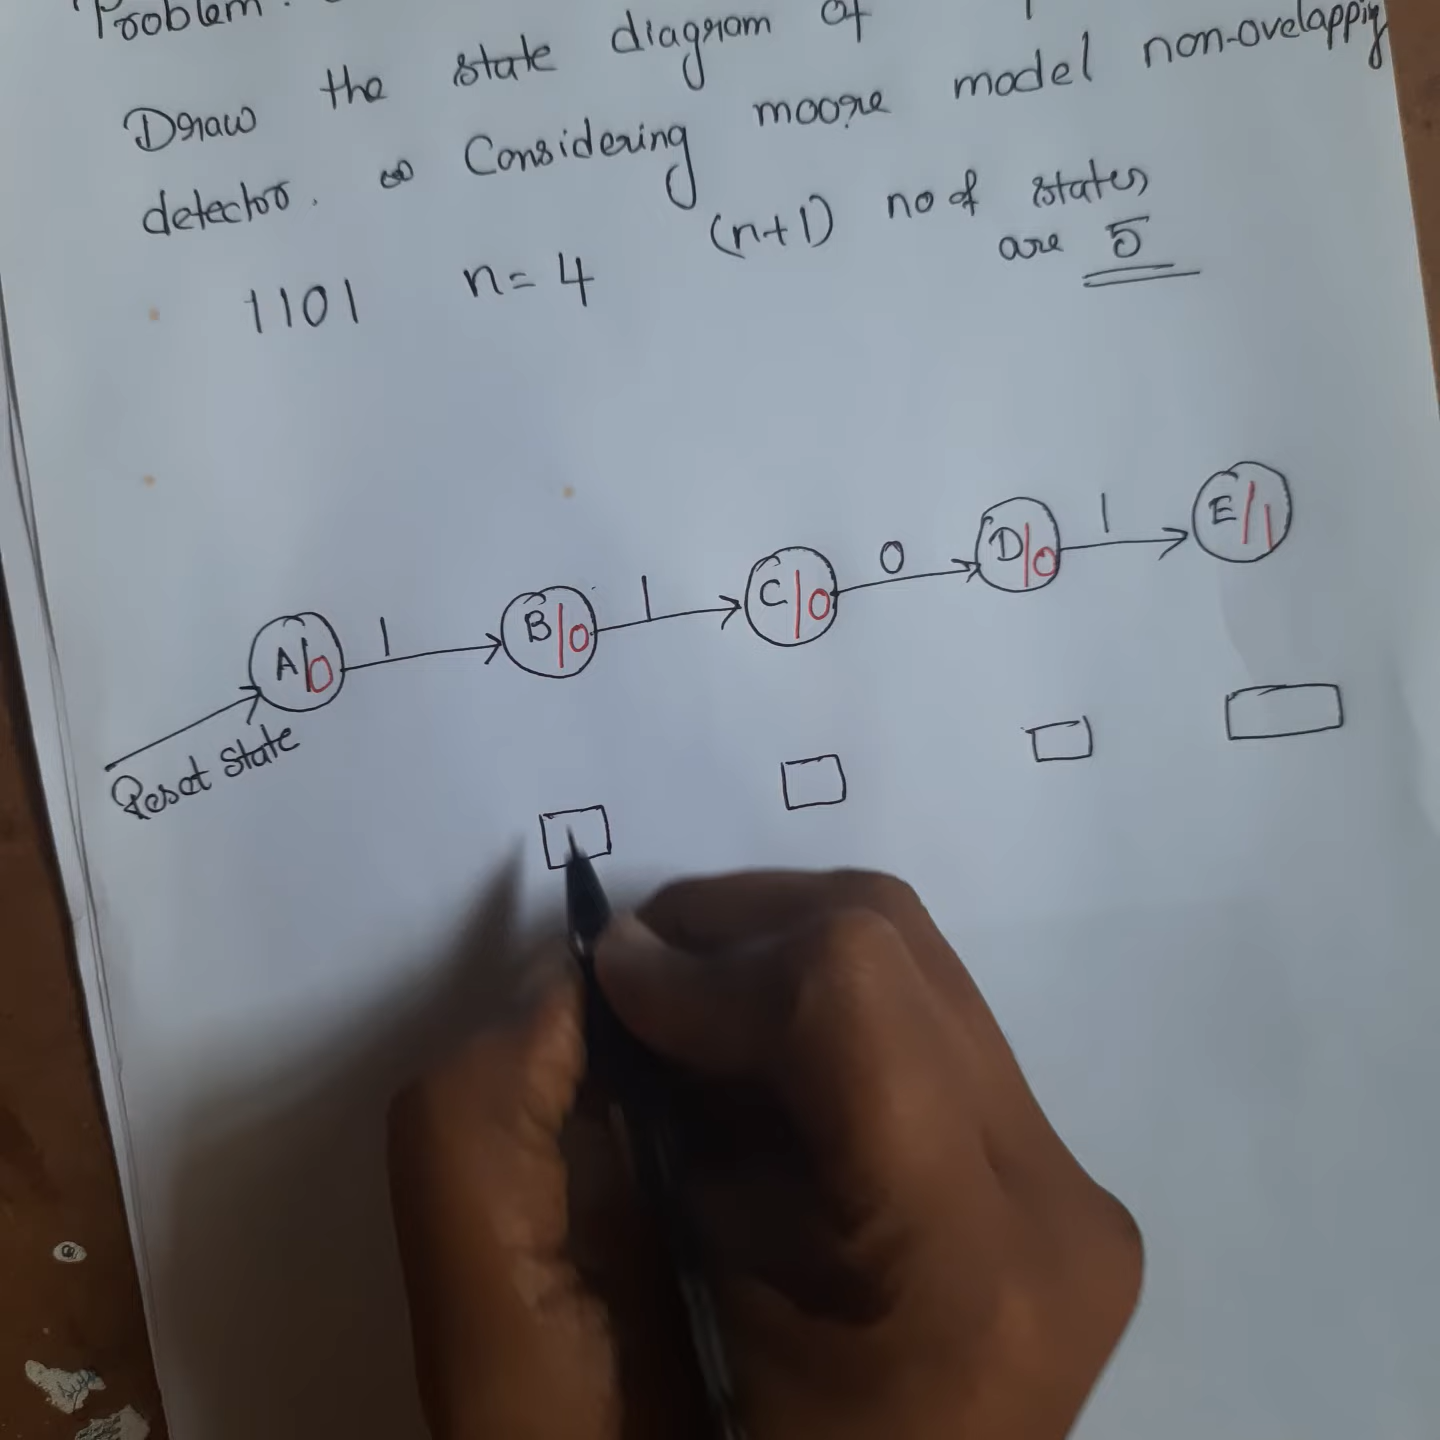 Problem
Draw the state diagram of
detector. Considering moore model non-ovelapping
1101 n = 4 (n+1) no of states
are 5
A/0 1 B/0 1 C/0 0 D/0 1 E/1
Reset State